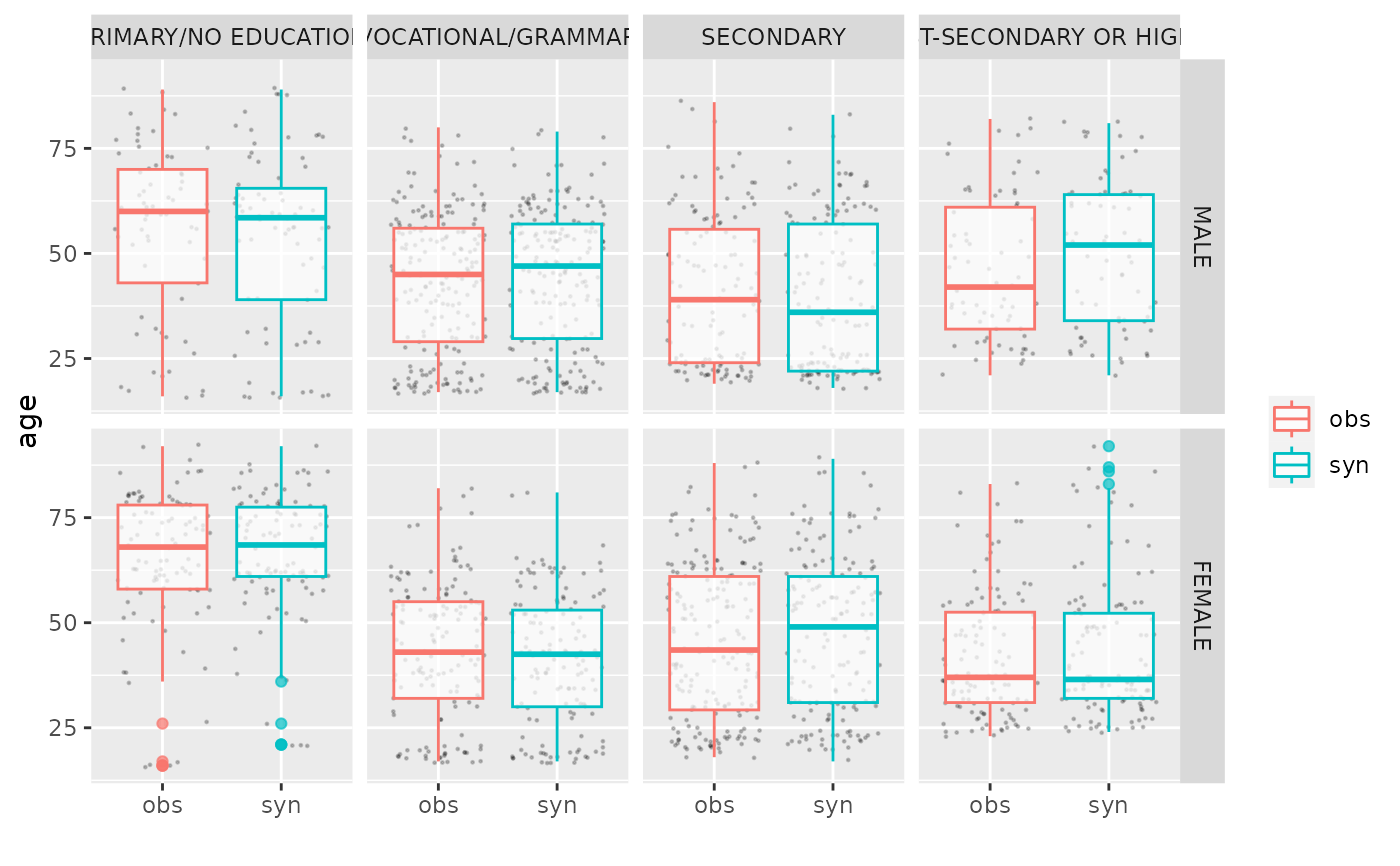 RIMARY/NO EDUCATION
VOCATIONAL/GRAMMAR
SECONDARY
T-SECONDARY OR HIG
75
50
25
MALE
age
obs
syn
75
50
25
FEMALE
obs
syn
obs
syn
obs
syn
obs
syn